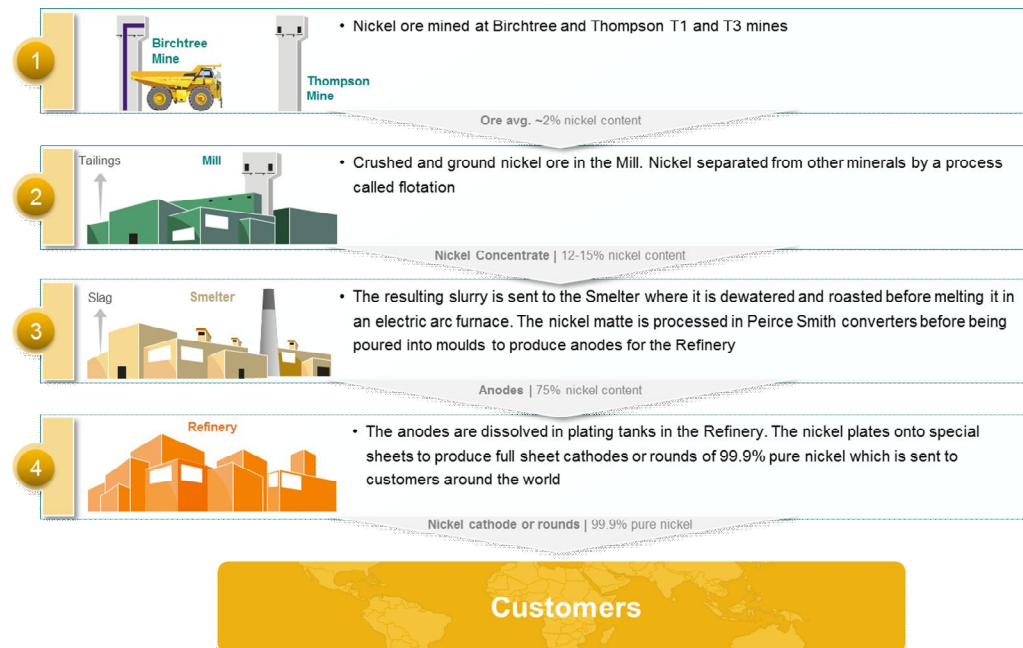 1
Birchtree
Mine
Thompson
Mine
• Nickel ore mined at Birchtree and Thompson T1 and T3 mines
Ore avg. ~2% nickel content
2
Tailings
Mill
• Crushed and ground nickel ore in the Mill. Nickel separated from other minerals by a process
called flotation
Nickel Concentrate | 12-15% nickel content
3
Slag
Smelter
• The resulting slurry is sent to the Smelter where it is dewatered and roasted before melting it in
an electric arc furnace. The nickel matte is processed in Peirce Smith converters before being
poured into moulds to produce anodes for the Refinery
Anodes | 75% nickel content
4
Refinery
• The anodes are dissolved in plating tanks in the Refinery. The nickel plates onto special
sheets to produce full sheet cathodes or rounds of 99.9% pure nickel which is sent to
customers around the world
Nickel cathode or rounds | 99.9% pure nickel
Customers